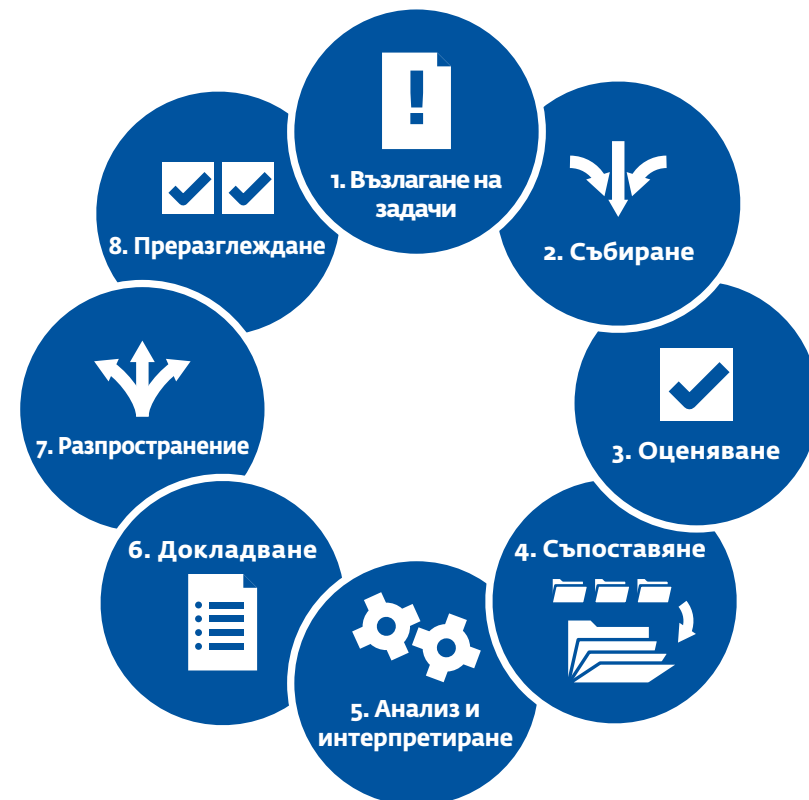 1. Възлагане на
задачи
2. Събиране
3. Оценяване
4. Съпоставяне
5. Анализ и
интерпретиране
6. Докладване
7. Разпространение
8. Преразглеждане